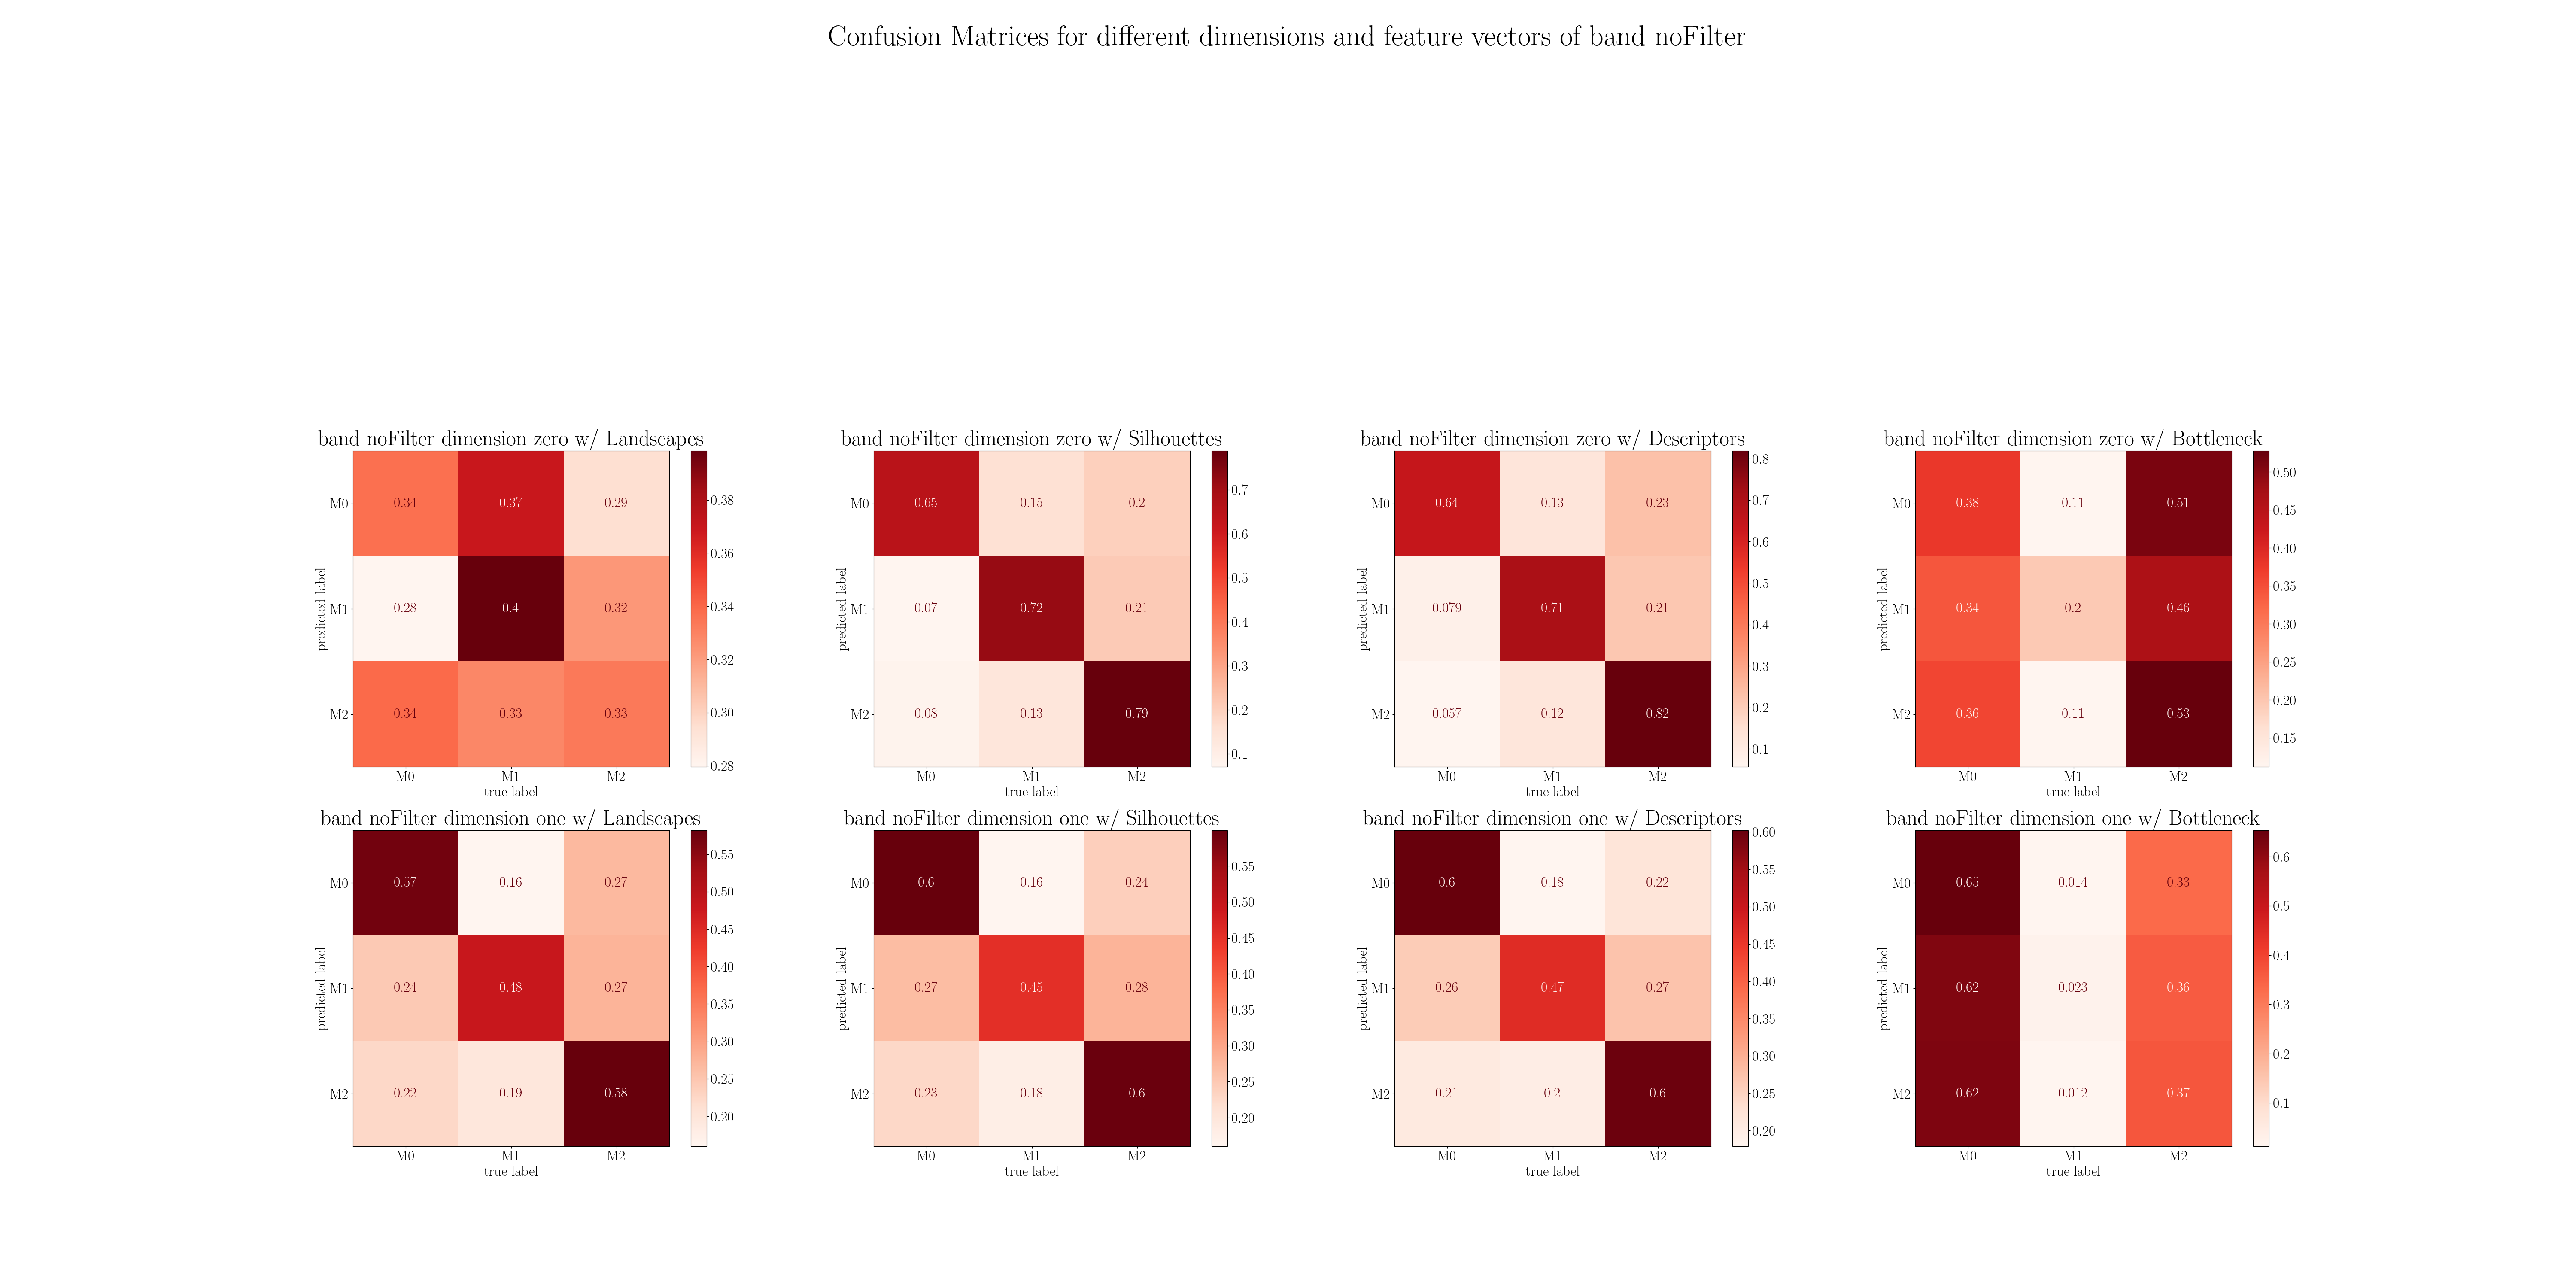 Confusion Matrices for different dimensions and feature vectors of band noFilter
band noFilter dimension zero w/ Landscapes
predicted label
M0 0.34 0.37 0.29
M1 0.28 0.4 0.32
M2 0.34 0.33 0.33
M0 M1 M2
true label
0.38
0.36
0.34
0.32
0.30
0.28
band noFilter dimension zero w/ Silhouettes
predicted label
M0 0.65 0.15 0.2
M1 0.07 0.72 0.21
M2 0.08 0.13 0.79
M0 M1 M2
true label
0.7
0.6
0.5
0.4
0.3
0.2
0.1
band noFilter dimension zero w/ Descriptors
predicted label
M0 0.64 0.13 0.23
M1 0.079 0.71 0.21
M2 0.057 0.12 0.82
M0 M1 M2
true label
0.8
0.7
0.6
0.5
0.4
0.3
0.2
0.1
band noFilter dimension zero w/ Bottleneck
predicted label
M0 0.38 0.11 0.51
M1 0.34 0.2 0.46
M2 0.36 0.11 0.53
M0 M1 M2
true label
0.50
0.45
0.40
0.35
0.30
0.25
0.20
0.15
band noFilter dimension one w/ Landscapes
predicted label
M0 0.57 0.16 0.27
M1 0.24 0.48 0.27
M2 0.22 0.19 0.58
M0 M1 M2
true label
0.55
0.50
0.45
0.40
0.35
0.30
0.25
0.20
band noFilter dimension one w/ Silhouettes
predicted label
M0 0.6 0.16 0.24
M1 0.27 0.45 0.28
M2 0.23 0.18 0.6
M0 M1 M2
true label
0.55
0.50
0.45
0.40
0.35
0.30
0.25
0.20
band noFilter dimension one w/ Descriptors
predicted label
M0 0.6 0.18 0.22
M1 0.26 0.47 0.27
M2 0.21 0.2 0.6
M0 M1 M2
true label
0.60
0.55
0.50
0.45
0.40
0.35
0.30
0.25
0.20
band noFilter dimension one w/ Bottleneck
predicted label
M0 0.65 0.014 0.33
M1 0.62 0.023 0.36
M2 0.62 0.012 0.37
M0 M1 M2
true label
0.6
0.5
0.4
0.3
0.2
0.1